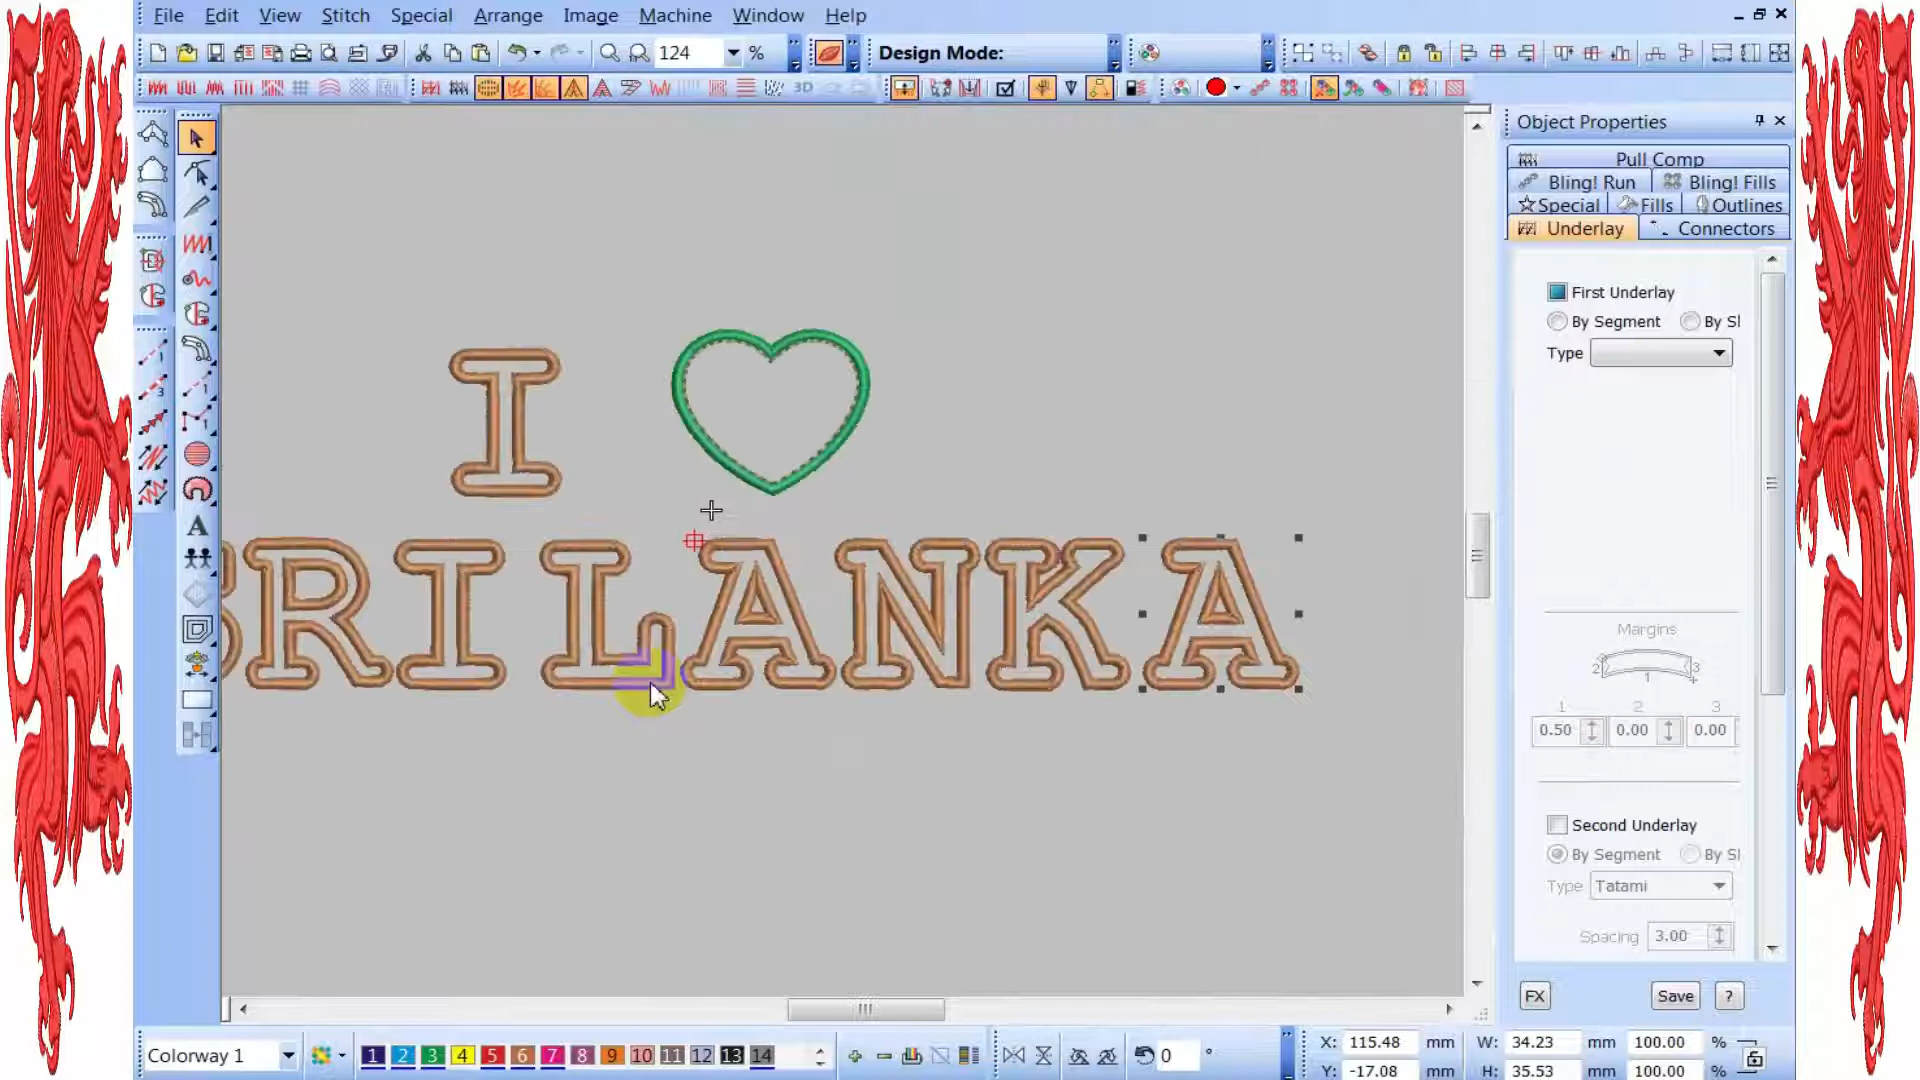 File Edit View Stitch Special Arrange Image Machine Window Help
124 % Design Mode:
3D
Object Properties
Pull Comp
Bling! Run Bling! Fills
Special Fills Outlines
Underlay Connectors
First Underlay
By Segment By Sl
Type
I
SRI LANKA
Margins
2 3
1
1 2 3
0.50 0.00 0.00
Second Underlay
By Segment By Sl
Type Tatami
Spacing 3.00
FX Save ?
Colorway 1 1 2 3 4 5 6 7 8 9 10 11 12 13 14 0 °
X: 115.48 mm W: 34.23 mm 100.00 %
Y: -17.08 mm H: 35.53 mm 100.00 %